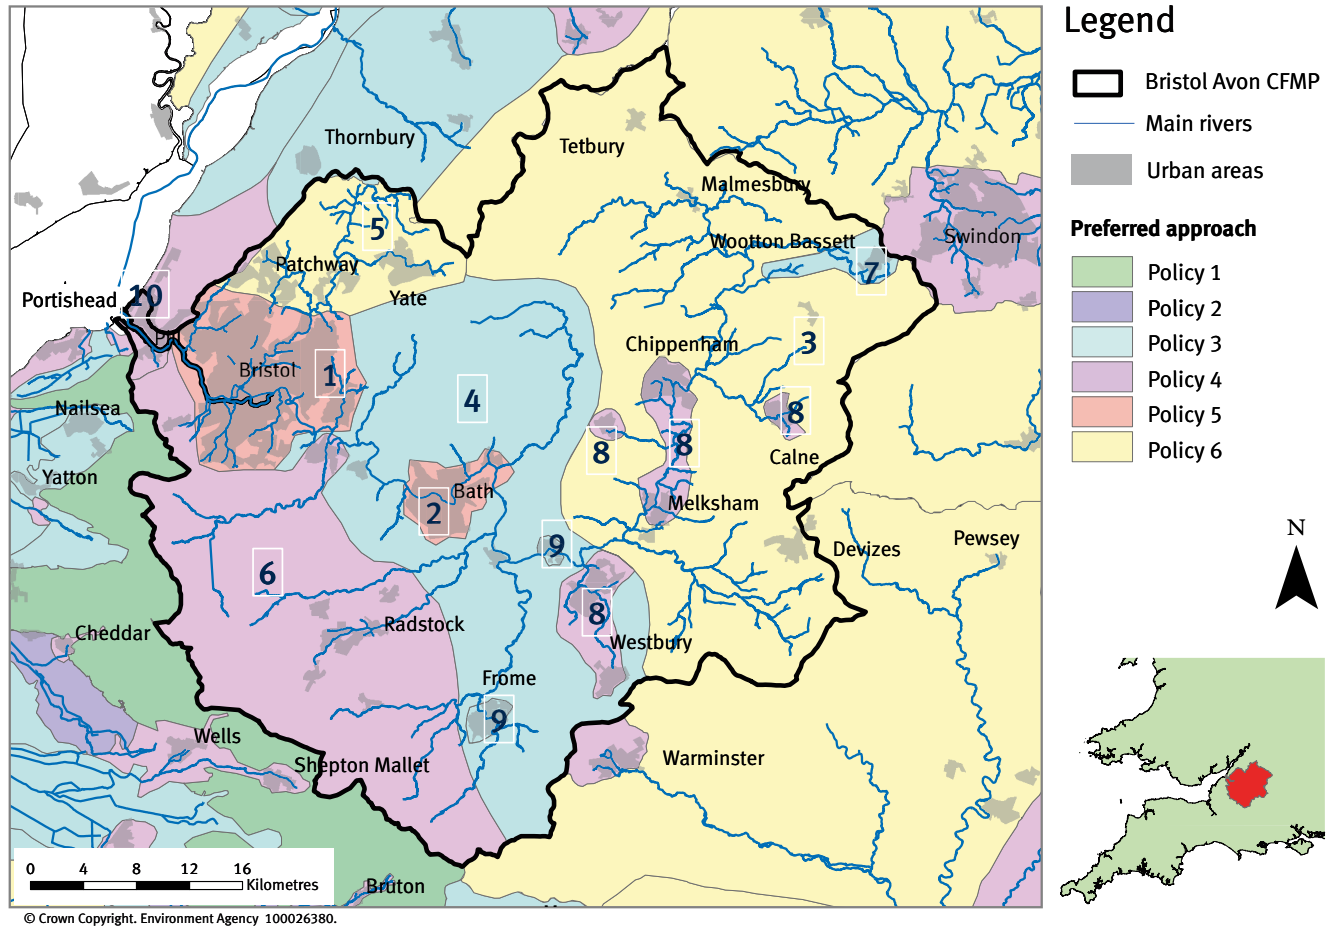 Legend
Bristol Avon CFMP
Main rivers
Urban areas
Preferred approach
Policy 1
Policy 2
Policy 3
Policy 4
Policy 5
Policy 6
N
Thornbury
Tetbury
Malmesbury
5
Wootton Bassett
Swindon
7
Patchway
Yate
10
Portishead
Pill
3
Chippenham
Bristol
1
4
Nailsea
8
8
8
Calne
Yatton
Bath
2
Melksham
9
Devizes
Pewsey
6
8
Cheddar
Radstock
Westbury
Frome
9
Wells
Shepton Mallet
Warminster
Bruton
0 4 8 12 16
Kilometres
© Crown Copyright. Environment Agency 100026380.